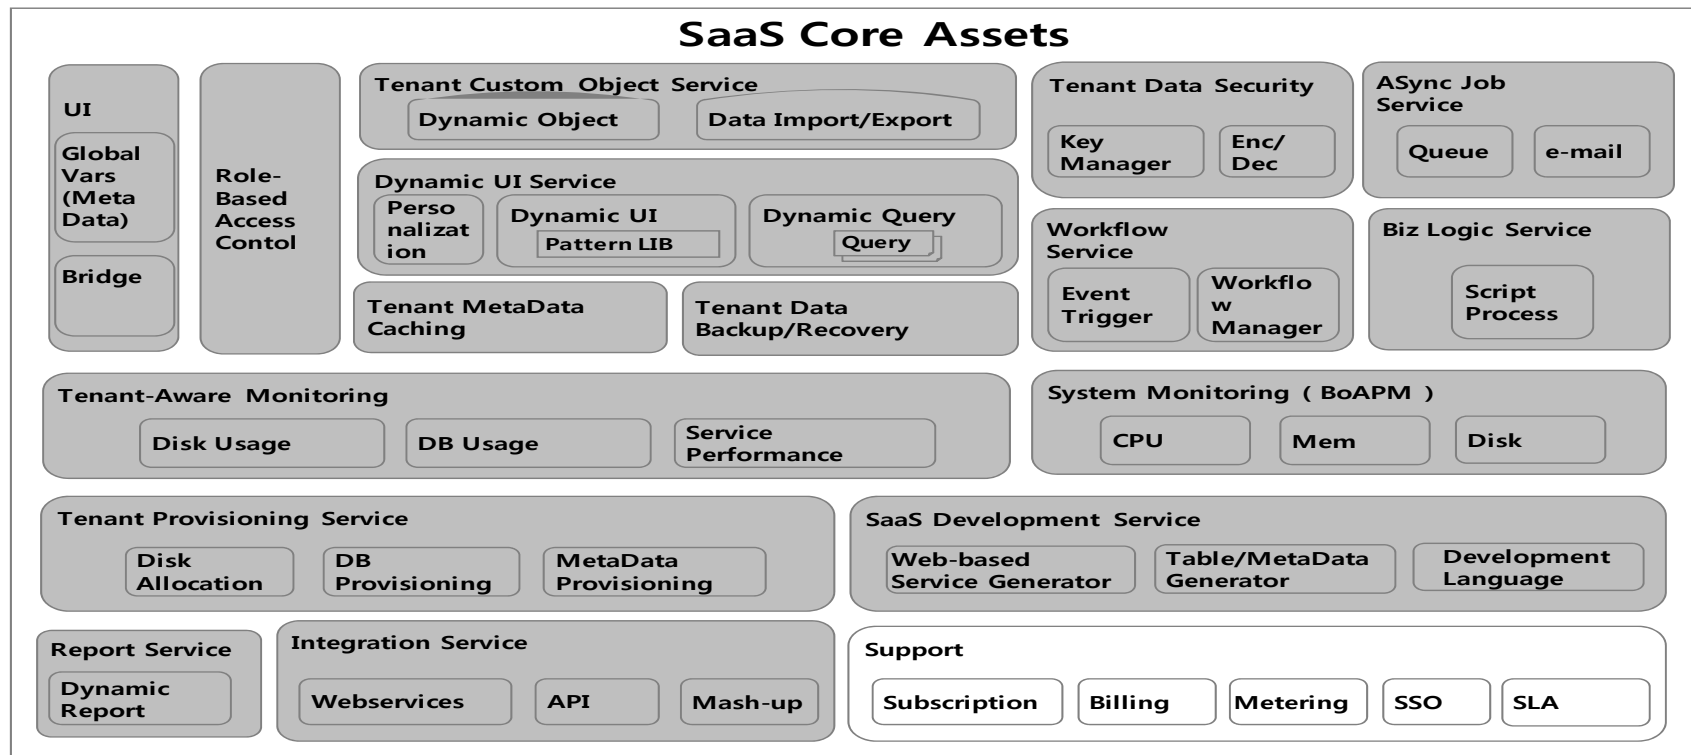 SaaS Core Assets
UI
Global
Vars
(Meta
Data)
Bridge
Role-
Based
Access
Contol
Tenant Custom Object Service
Dynamic Object
Data Import/Export
Dynamic UI Service
Perso
nalizat
ion
Dynamic UI
Pattern LIB
Dynamic Query
Query
Tenant MetaData
Caching
Tenant Data
Backup/Recovery
Tenant Data Security
Key
Manager
Enc/
Dec
ASync Job
Service
Queue
e-mail
Workflow
Service
Event
Trigger
Workflo
w
Manager
Biz Logic Service
Script
Process
Tenant-Aware Monitoring
Disk Usage
DB Usage
Service
Performance
System Monitoring ( BoAPM )
CPU
Mem
Disk
Tenant Provisioning Service
Disk
Allocation
DB
Provisioning
MetaData
Provisioning
SaaS Development Service
Web-based
Service Generator
Table/MetaData
Generator
Development
Language
Report Service
Dynamic
Report
Integration Service
Webservices
API
Mash-up
Support
Subscription
Billing
Metering
SSO
SLA